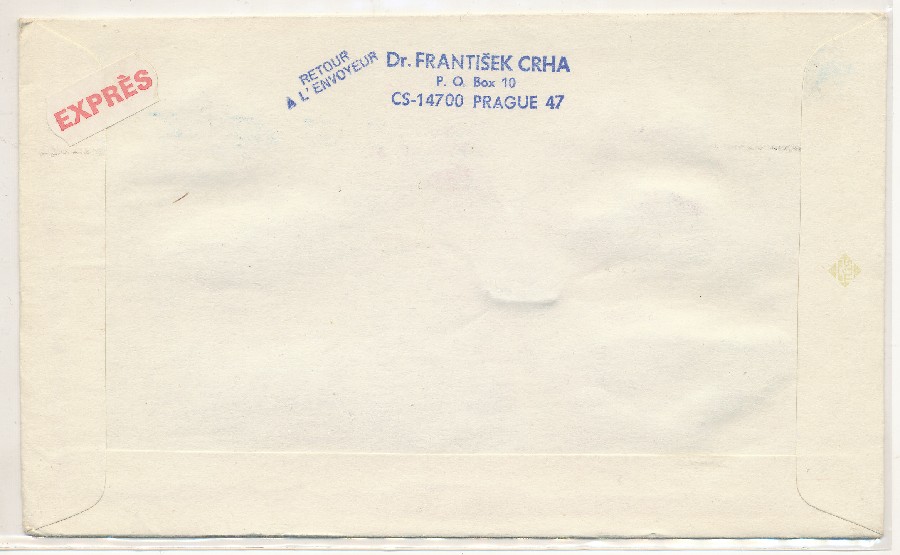 EXPRÈS
RETOUR
À L'ENVOYEUR
Dr. FRANTIŠEK CRHA
P. O. Box 10
CS-14700 PRAGUE 47